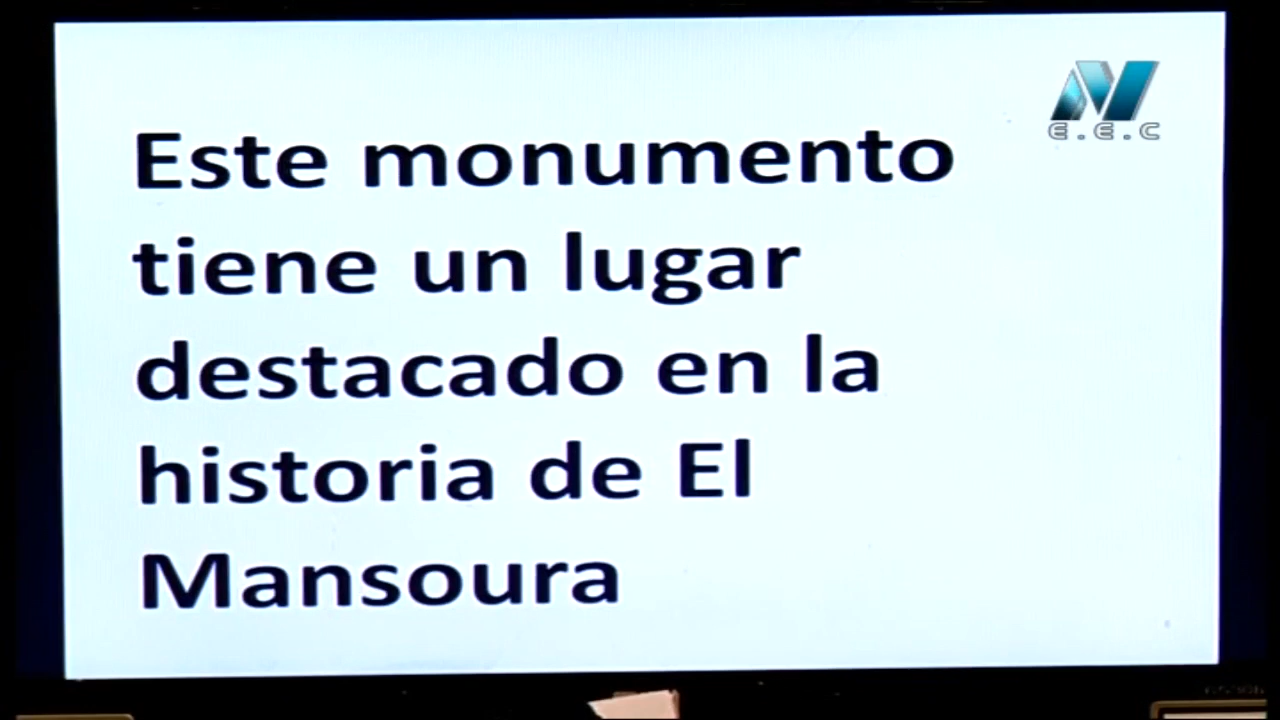 Este monumento
tiene un lugar
destacado en la
historia de El
Mansoura
E.E.C